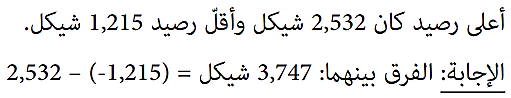 أعلى رصيد كان 2,532 شيكل وأقلّ رصيد 1,215 شيكل.
الإجابة: الفرق بينهما: 3,747 شيكل = (1,215-) – 2,532